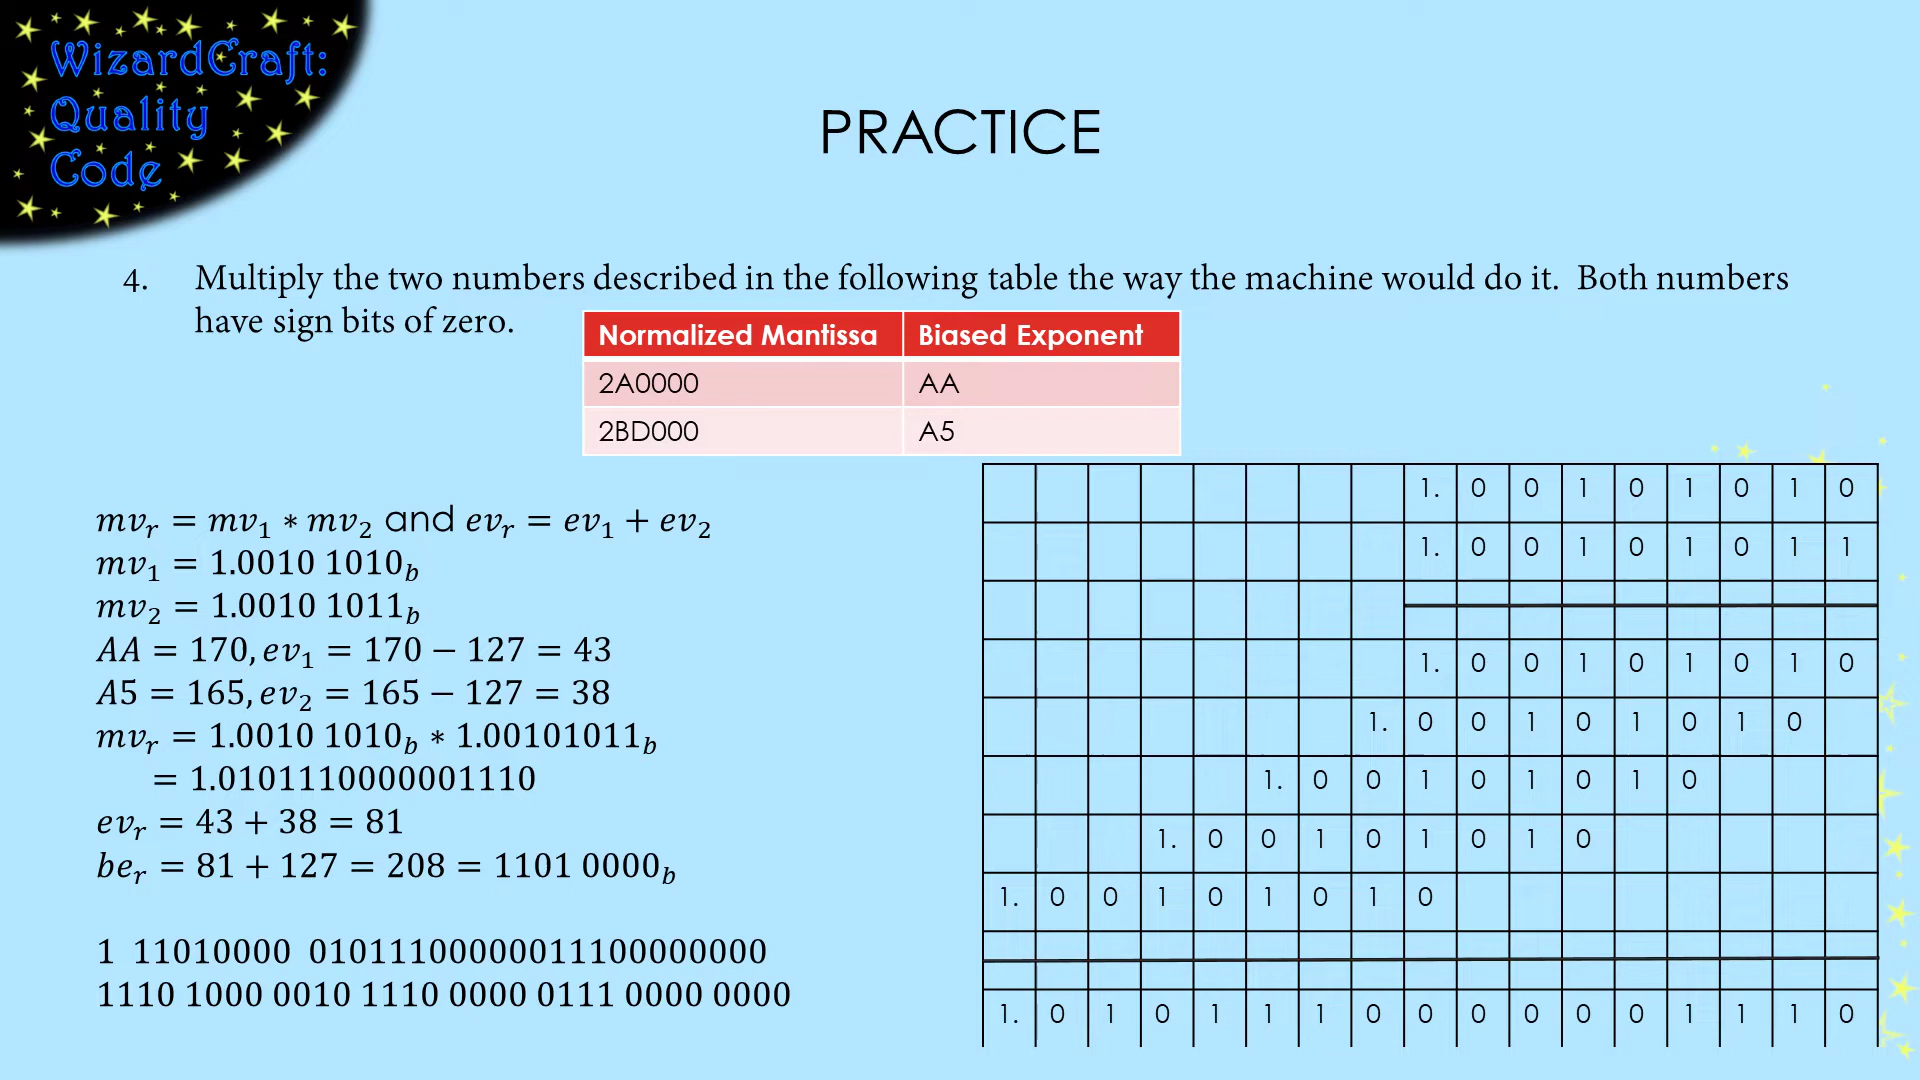 WizardCraft:
Quality
Code
PRACTICE
4. Multiply the two numbers described in the following table the way the machine would do it. Both numbers
have sign bits of zero.
Normalized Mantissa Biased Exponent
2A0000 AA
2BD000 A5
mvᵣ = mv₁ ∗ mv₂ and evᵣ = ev₁ + ev₂
mv₁ = 1.0010 1010_b
mv₂ = 1.0010 1011_b
AA = 170, ev₁ = 170 − 127 = 43
A5 = 165, ev₂ = 165 − 127 = 38
mvᵣ = 1.0010 1010_b ∗ 1.00101011_b
= 1.0101110000001110
evᵣ = 43 + 38 = 81
beᵣ = 81 + 127 = 208 = 1101 0000_b
1 11010000 01011100000011100000000
1110 1000 0010 1110 0000 0111 0000 0000
1. 0 0 1 0 1 0 1 0
1. 0 0 1 0 1 0 1 1
1. 0 0 1 0 1 0 1 0
1. 0 0 1 0 1 0 1 0
1. 0 0 1 0 1 0 1 0
1. 0 0 1 0 1 0 1 0
1. 0 0 1 0 1 0 1 0
1. 0 1 0 1 1 1 0 0 0 0 0 0 1 1 1 0